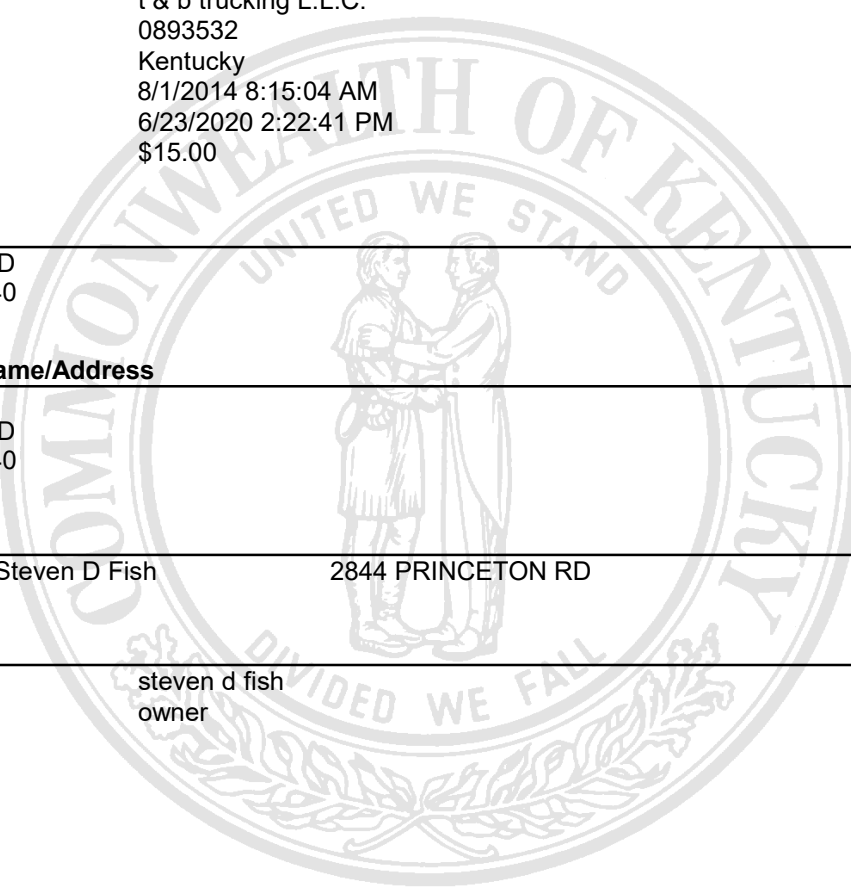 t & b trucking L.L.C.
0893532
Kentucky
8/1/2014 8:15:04 AM
6/23/2020 2:22:41 PM
$15.00
COMMONWEALTH OF KENTUCKY
UNITED WE STAND
D
40
ame/Address
D
40
Steven D Fish 2844 PRINCETON RD
DIVIDED WE FALL
steven d fish
owner